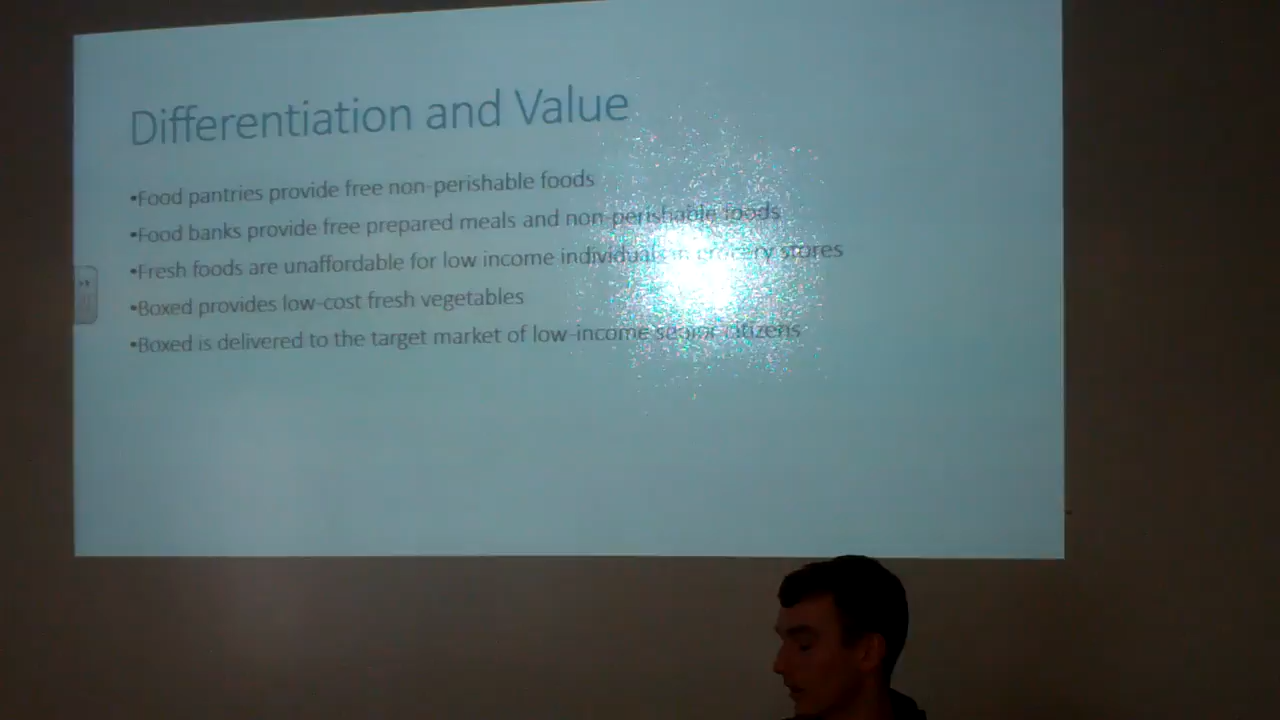 Differentiation and Value
•Food pantries provide free non-perishable foods
•Food banks provide free prepared meals and non-perishable foods
•Fresh foods are unaffordable for low income individuals in grocery stores
•Boxed provides low-cost fresh vegetables
•Boxed is delivered to the target market of low-income senior citizens